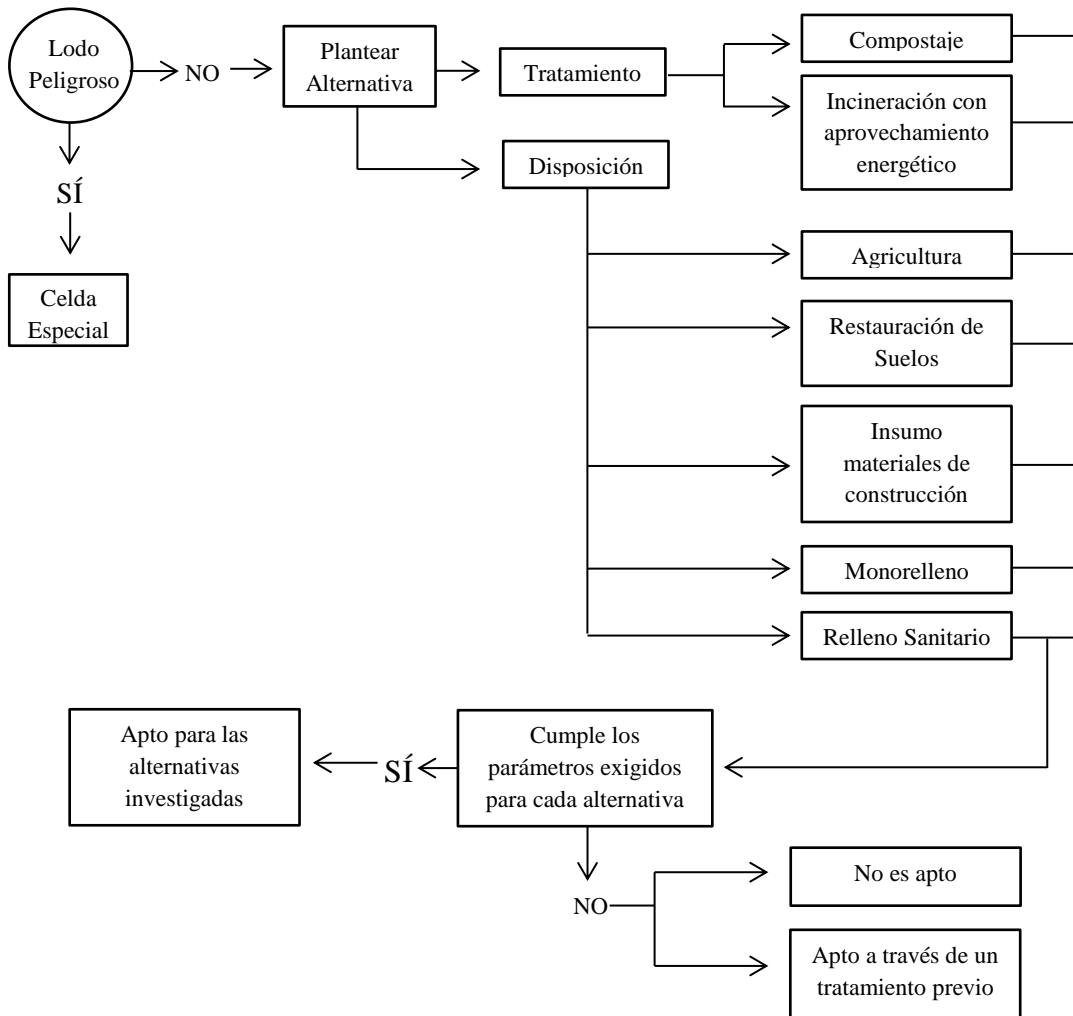 Lodo
Peligroso
NO
Plantear
Alternativa
Tratamiento
Compostaje
Incineración con
aprovechamiento
energético
Disposición
SÍ
Celda
Especial
Agricultura
Restauración de
Suelos
Insumo
materiales de
construcción
Monorelleno
Relleno Sanitario
Cumple los
parámetros exigidos
para cada alternativa
SÍ
Apto para las
alternativas
investigadas
NO
No es apto
Apto a través de un
tratamiento previo